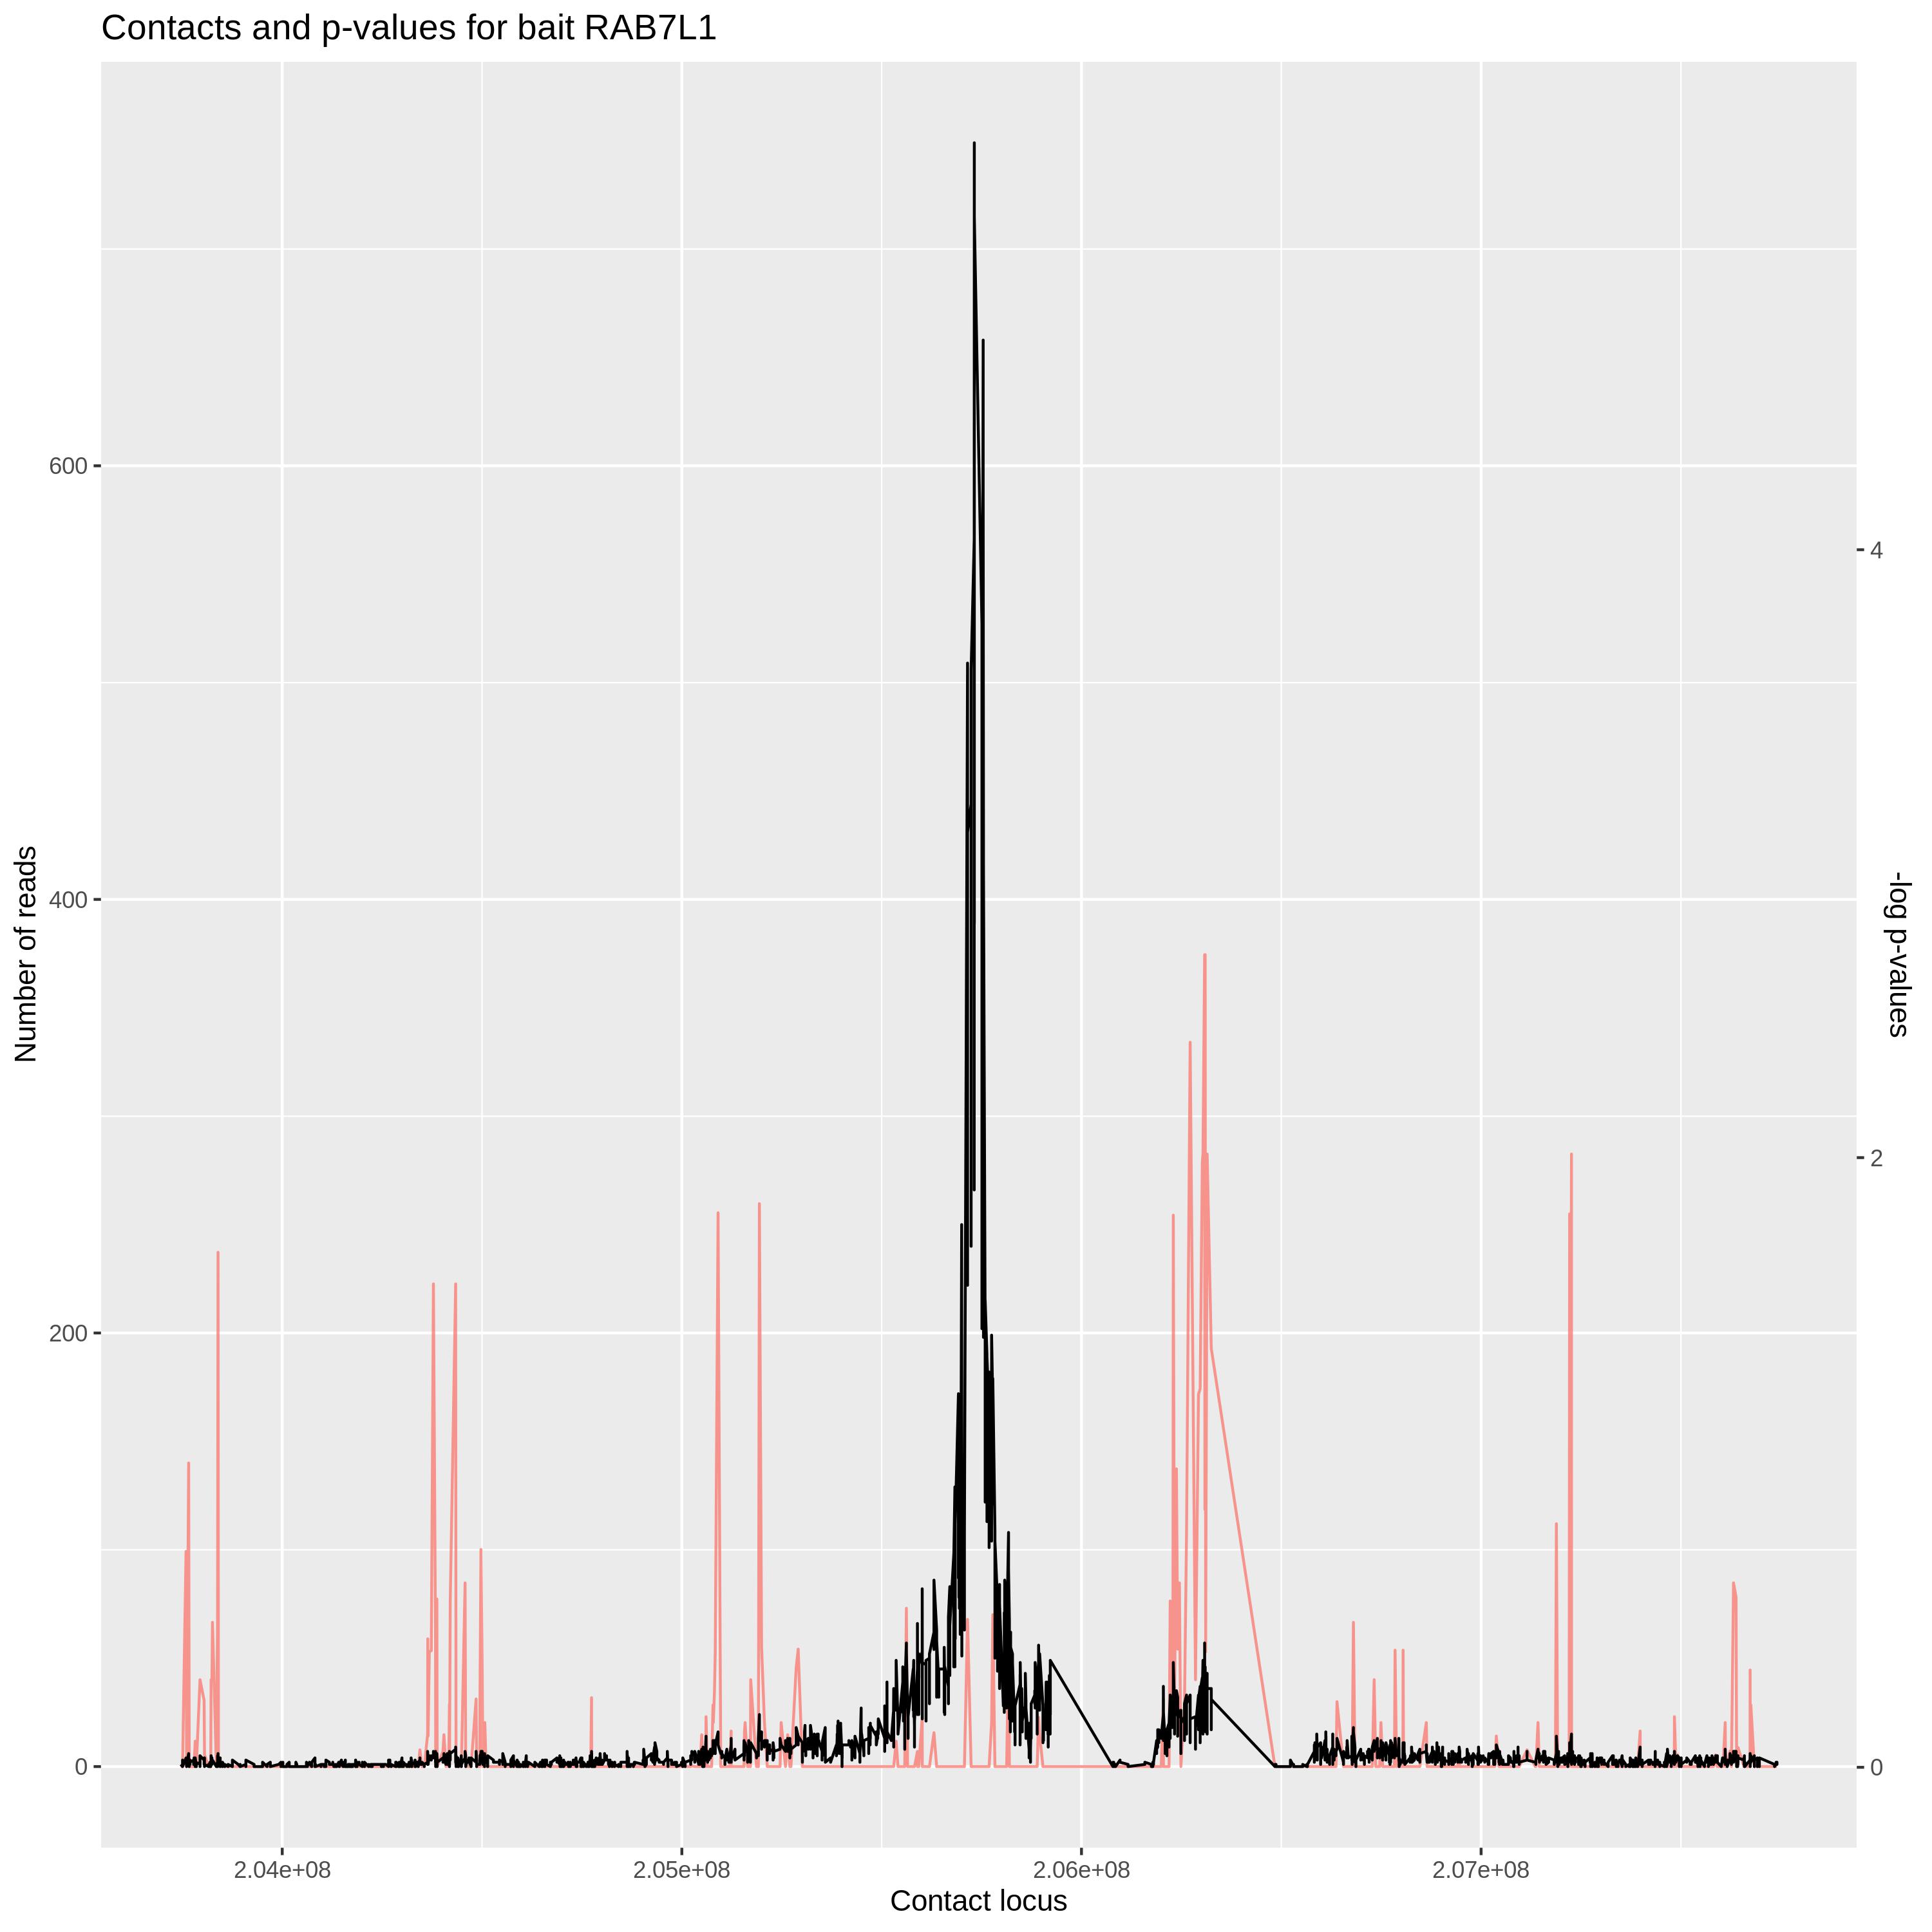 Contacts and p-values for bait RAB7L1
600
400
200
0
Number of reads
4
2
0
-log p-values
2.04e+08
2.05e+08
2.06e+08
2.07e+08
Contact locus